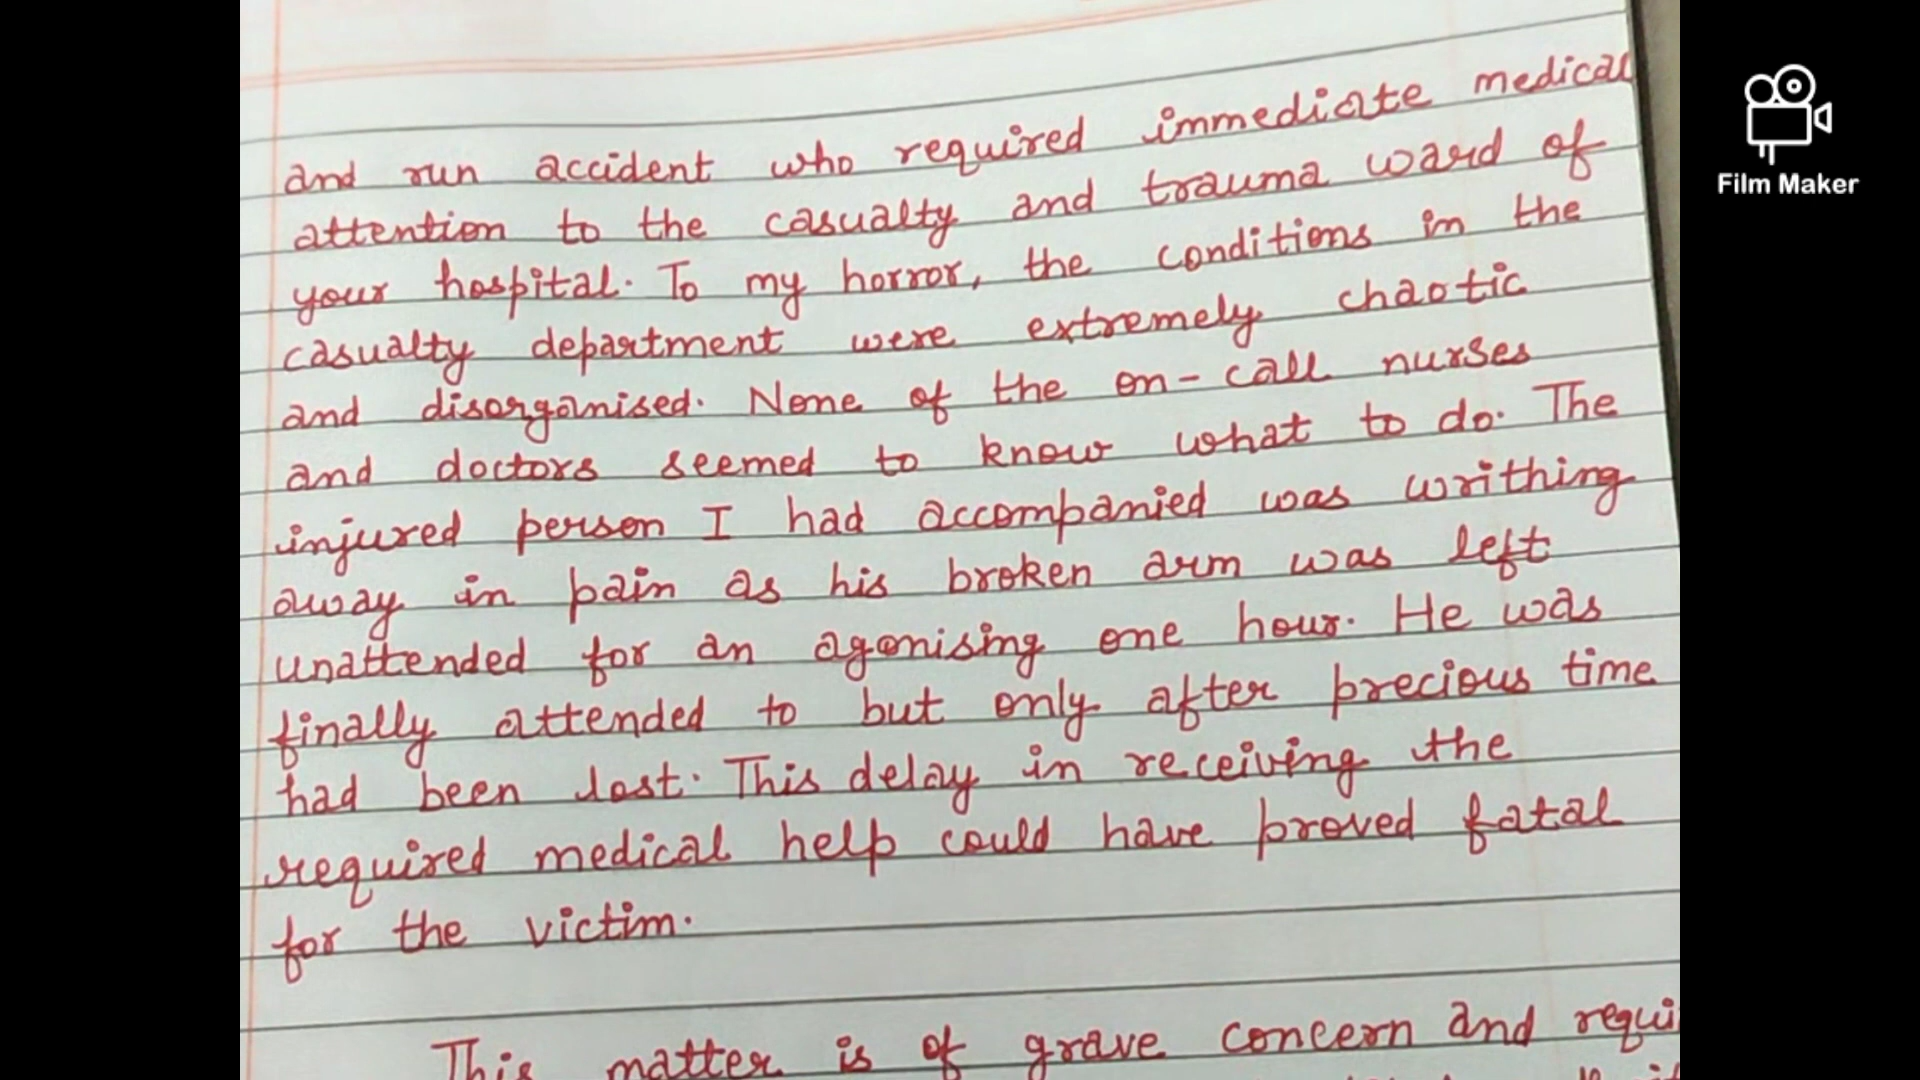 and run accident who required immediate medical
attention to the casualty and trauma ward of
your hospital. To my horror, the conditions in the
casualty department were extremely chaotic
and disorganised. None of the on-call nurses
and doctors seemed to know what to do. The
injured person I had accompanied was writhing
away in pain as his broken arm was left
unattended for an agonising one hour. He was
finally attended to but only after precious time
had been lost. This delay in receiving the
required medical help could have proved fatal
for the victim.
This matter is of grave concern and requi
Film Maker